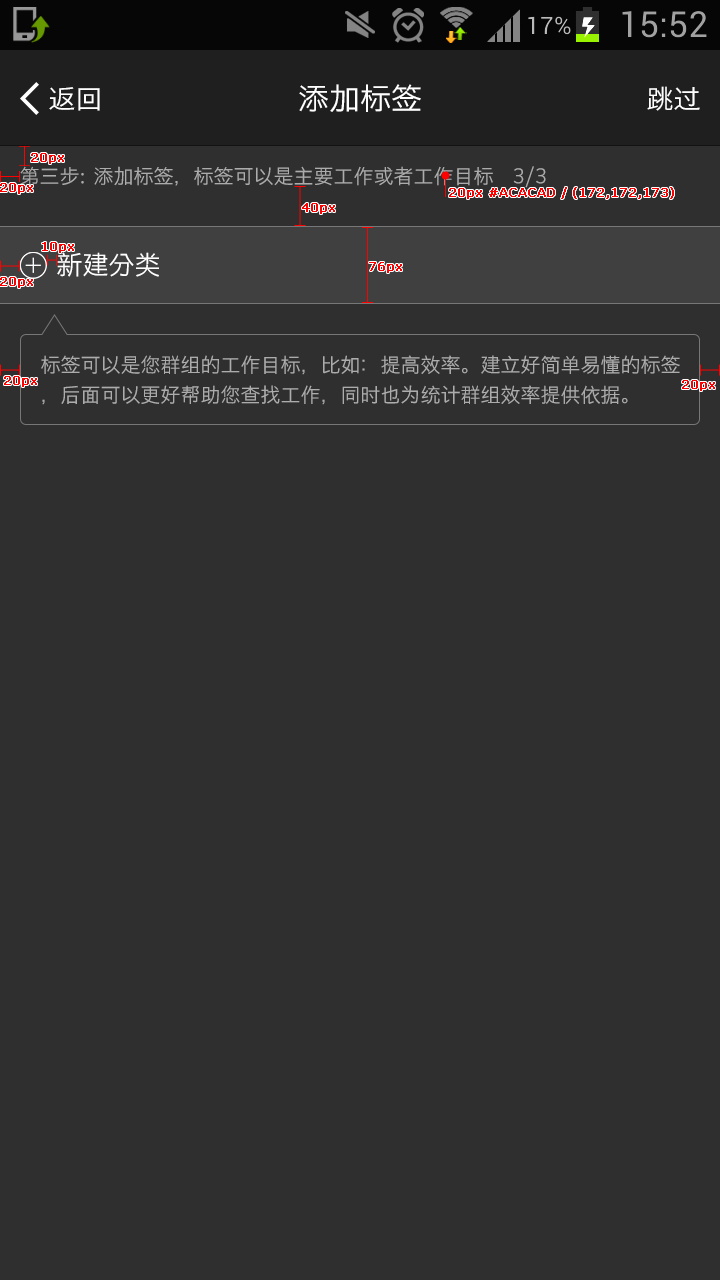 17% 15:52
返回 添加标签 跳过
20px
第三步: 添加标签，标签可以是主要工作或者工作目标 3/3
20px
20px #ACACAD / (172,172,173)
40px
10px
新建分类
76px
20px
标签可以是您群组的工作目标，比如：提高效率。建立好简单易懂的标签
20px
20px
，后面可以更好帮助您查找工作，同时也为统计群组效率提供依据。